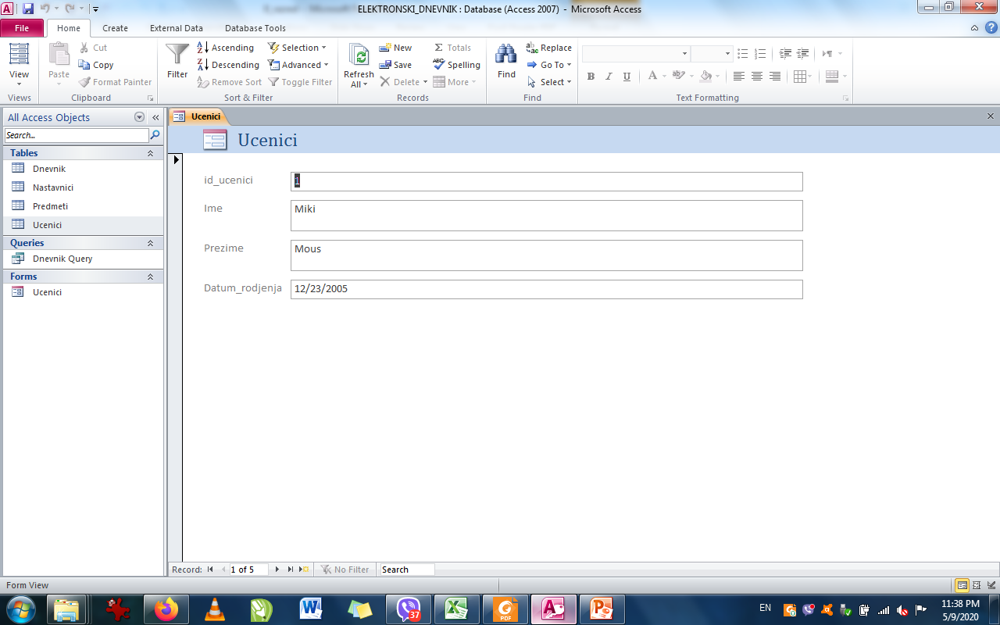 ELEKTRONSKI_DNEVNIK : Database (Access 2007)  -  Microsoft Access
File Home Create External Data Database Tools
View Paste Cut Copy Format Painter
Filter Ascending Descending Remove Sort Selection Advanced Toggle Filter
Refresh All New Save Delete Totals Spelling More
Find Replace Go To Select
B I U A ab
Views Clipboard Sort & Filter Records Find Text Formatting
All Access Objects
Search...
Tables
Dnevnik
Nastavnici
Predmeti
Ucenici
Queries
Dnevnik Query
Forms
Ucenici
Ucenici
Ucenici
id_ucenici 1
Ime Miki
Prezime Mous
Datum_rodjenja 12/23/2005
Record: 1 of 5 No Filter Search
Form View
37 PDF EN 11:38 PM
5/9/2020